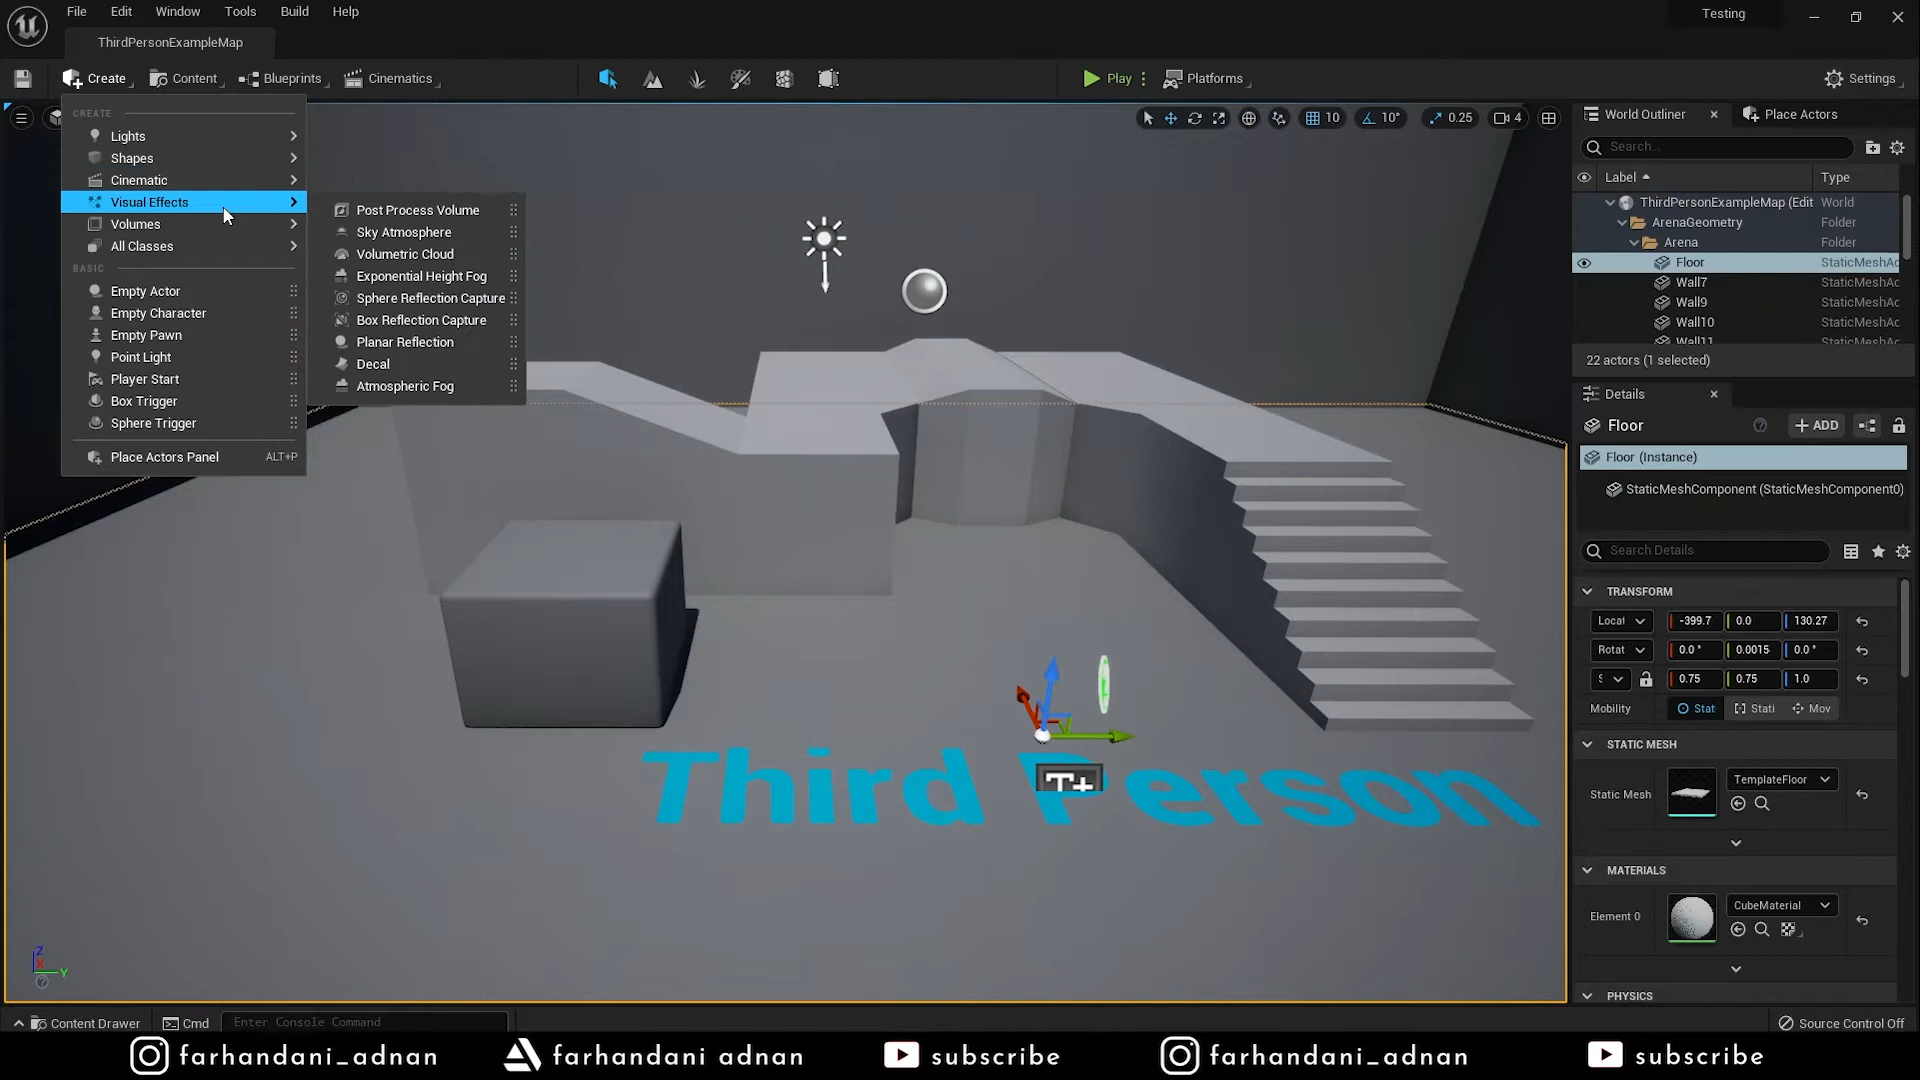 File Edit Window Tools Build Help
Testing
ThirdPersonExampleMap
Create Content Blueprints Cinematics
Play Platforms Settings
CREATE
Lights
Shapes
Cinematic
Visual Effects
Volumes
All Classes
BASIC
Empty Actor
Empty Character
Empty Pawn
Point Light
Player Start
Box Trigger
Sphere Trigger
Place Actors Panel ALT+P
Post Process Volume
Sky Atmosphere
Volumetric Cloud
Exponential Height Fog
Sphere Reflection Capture
Box Reflection Capture
Planar Reflection
Decal
Atmospheric Fog
10 10° 0.25 4
World Outliner Place Actors
Search...
Label Type
ThirdPersonExampleMap (Edit World
ArenaGeometry Folder
Arena Folder
Floor StaticMeshAc
Wall7 StaticMeshAc
Wall9 StaticMeshAc
Wall10 StaticMeshAc
Wall11 StaticMeshAc
22 actors (1 selected)
Details
Floor ADD
Floor (Instance)
StaticMeshComponent (StaticMeshComponent0)
Search Details
TRANSFORM
Locat -399.7 0.0 130.27
Rotat 0.0° 0.0015 0.0°
S 0.75 0.75 1.0
Mobility Stat Stati Mov
STATIC MESH
Static Mesh TemplateFloor
MATERIALS
Element 0 CubeMaterial
PHYSICS
Third Person
T+
Z
X
Y
Content Drawer Cmd Enter Console Command Source Control Off
farhandani_adnan farhandani adnan subscribe farhandani_adnan subscribe